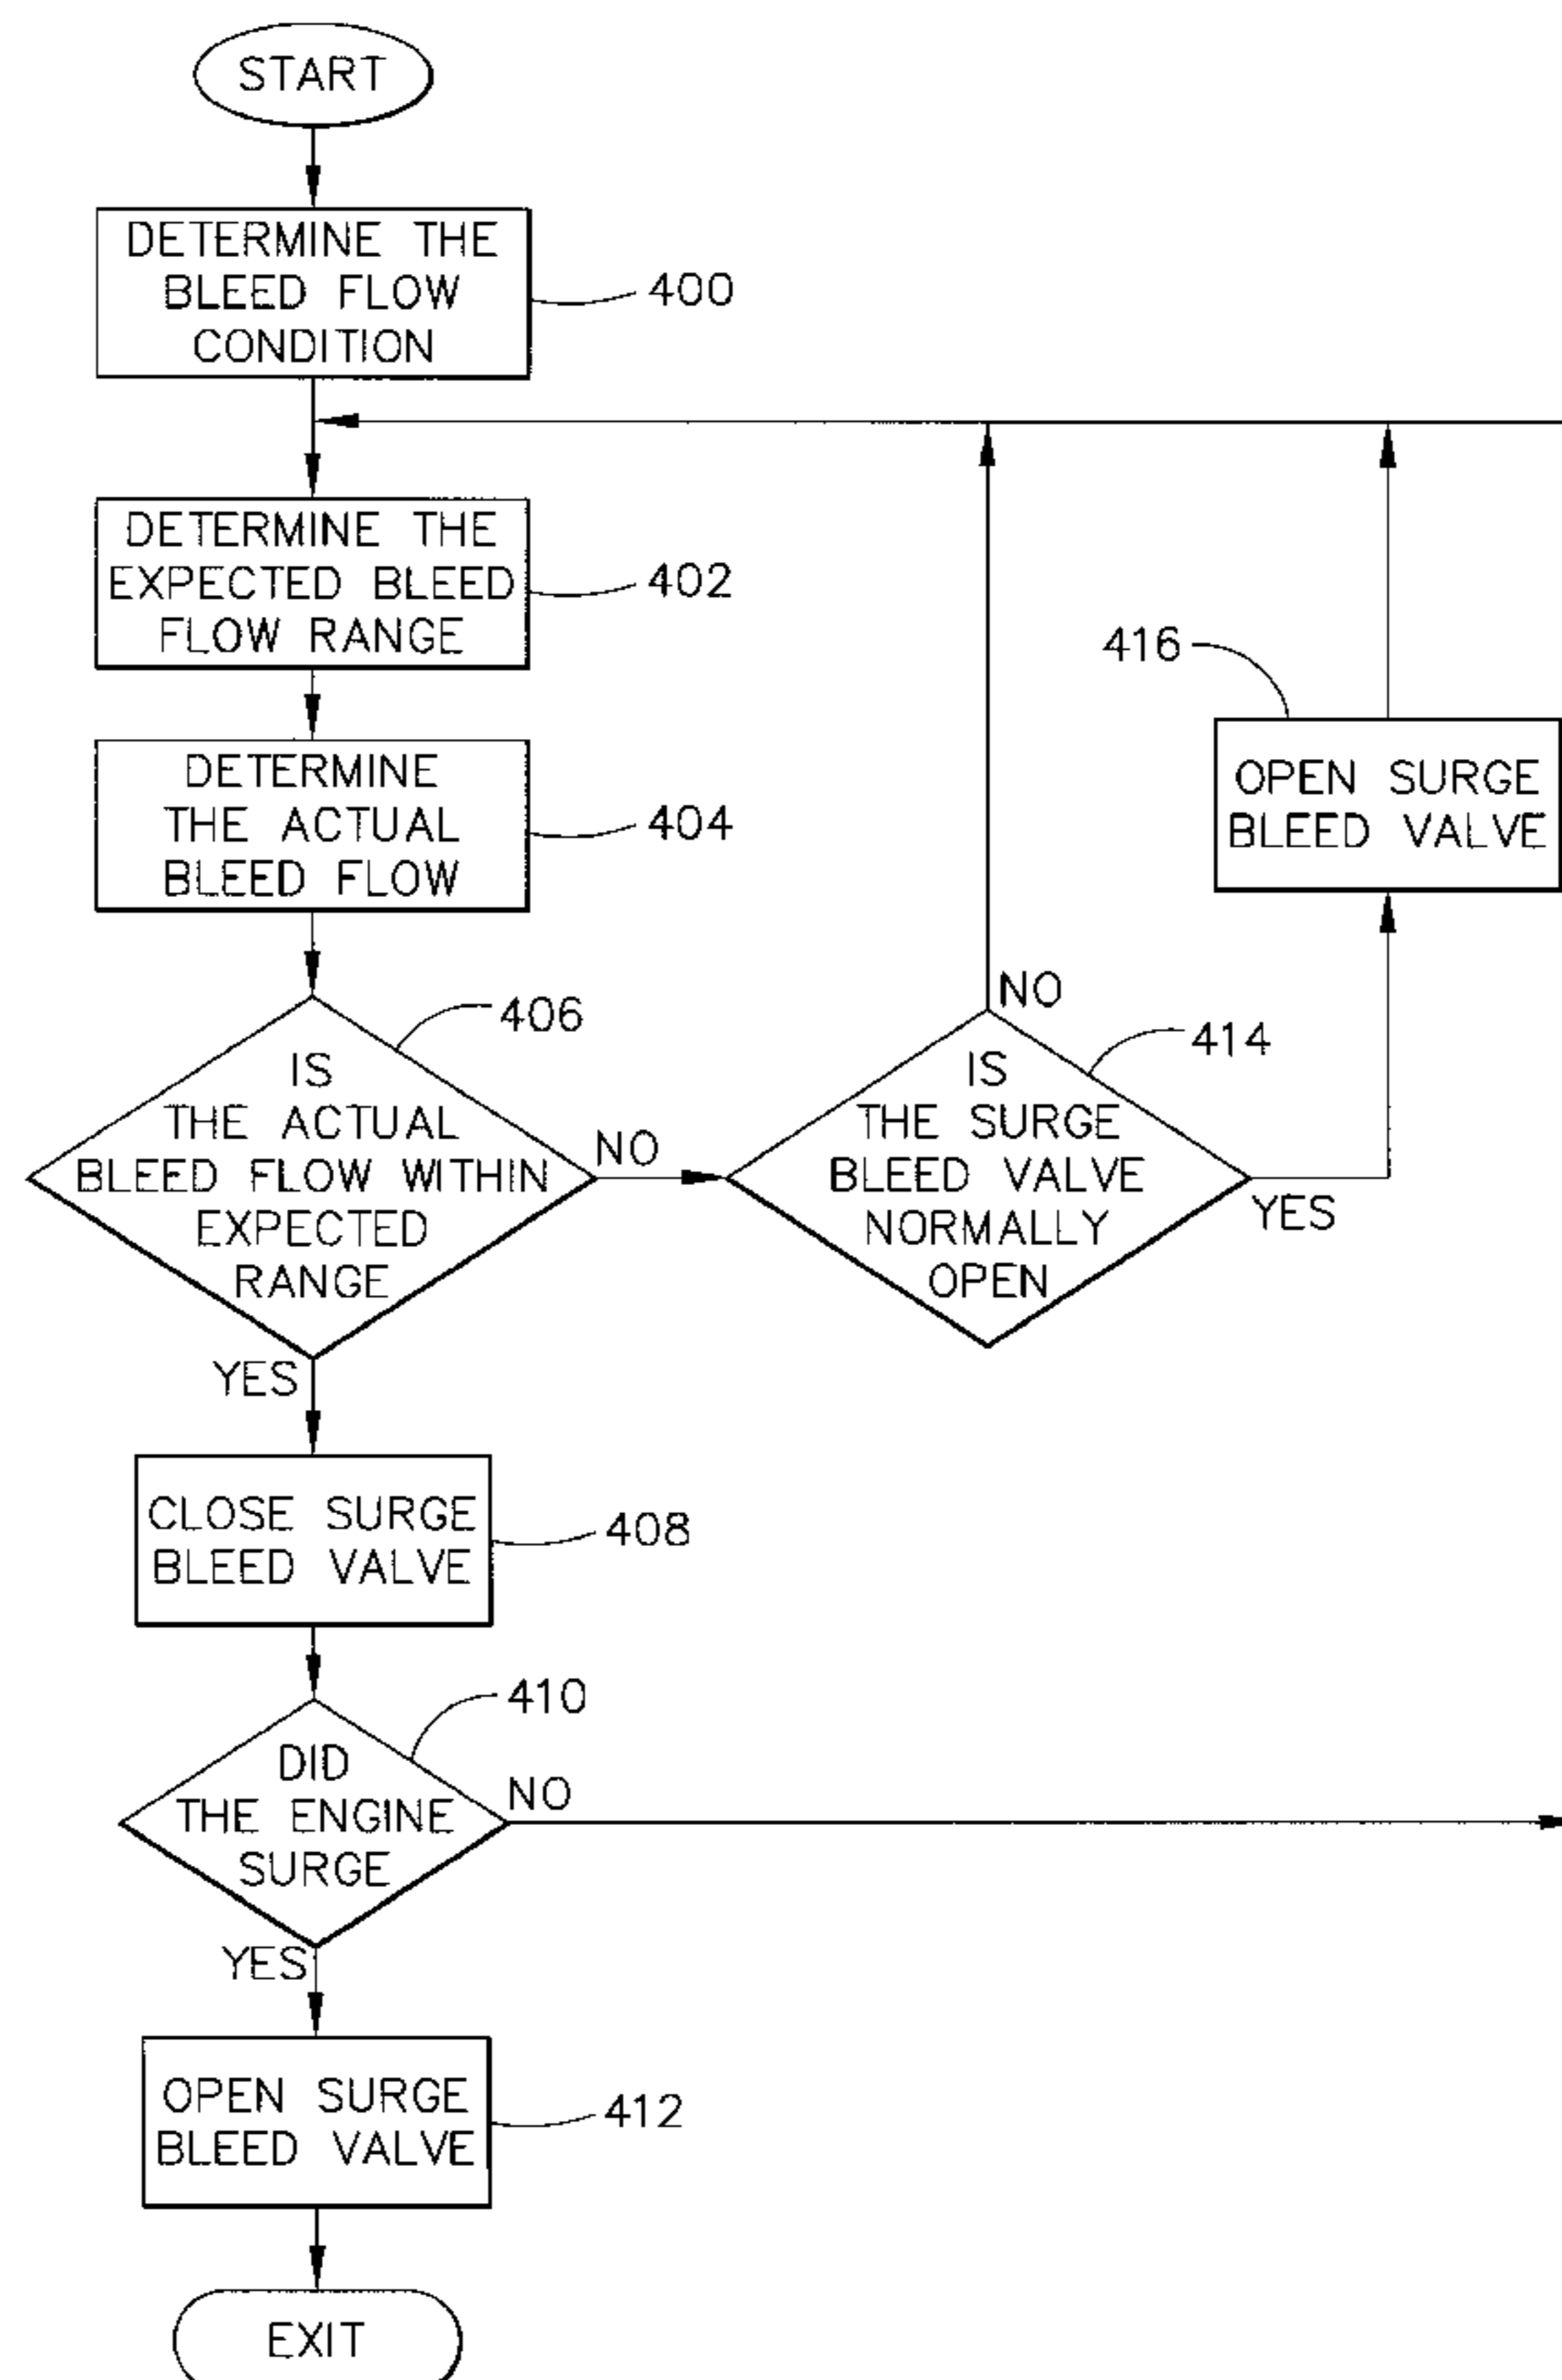 START
DETERMINE THE
BLEED FLOW
CONDITION
400
DETERMINE THE
EXPECTED BLEED
FLOW RANGE
402
416
DETERMINE
THE ACTUAL
BLEED FLOW
404
OPEN SURGE
BLEED VALVE
406
IS
THE ACTUAL
BLEED FLOW WITHIN
EXPECTED
RANGE
NO
NO
414
IS
THE SURGE
BLEED VALVE
NORMALLY
OPEN
YES
YES
CLOSE SURGE
BLEED VALVE
408
410
DID
THE ENGINE
SURGE
NO
YES
OPEN SURGE
BLEED VALVE
412
EXIT